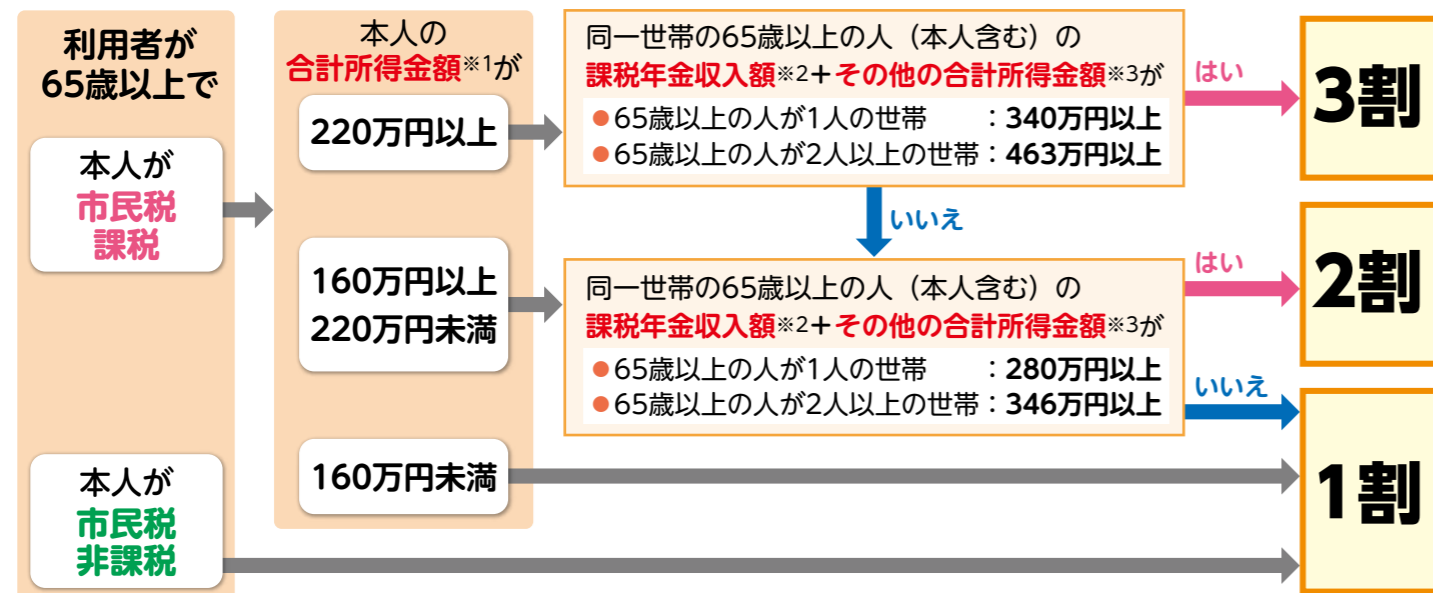 利用者が
65歳以上で
本人が
市民税
課税
本人が
市民税
非課税
本人の
合計所得金額※1が
220万円以上
160万円以上
220万円未満
160万円未満
同一世帯の65歳以上の人（本人含む）の
課税年金収入額※2+その他の合計所得金額※3が
●65歳以上の人が1人の世帯　　：340万円以上
●65歳以上の人が2人以上の世帯：463万円以上
はい
いいえ
同一世帯の65歳以上の人（本人含む）の
課税年金収入額※2+その他の合計所得金額※3が
●65歳以上の人が1人の世帯　　：280万円以上
●65歳以上の人が2人以上の世帯：346万円以上
はい
いいえ
3割
2割
1割